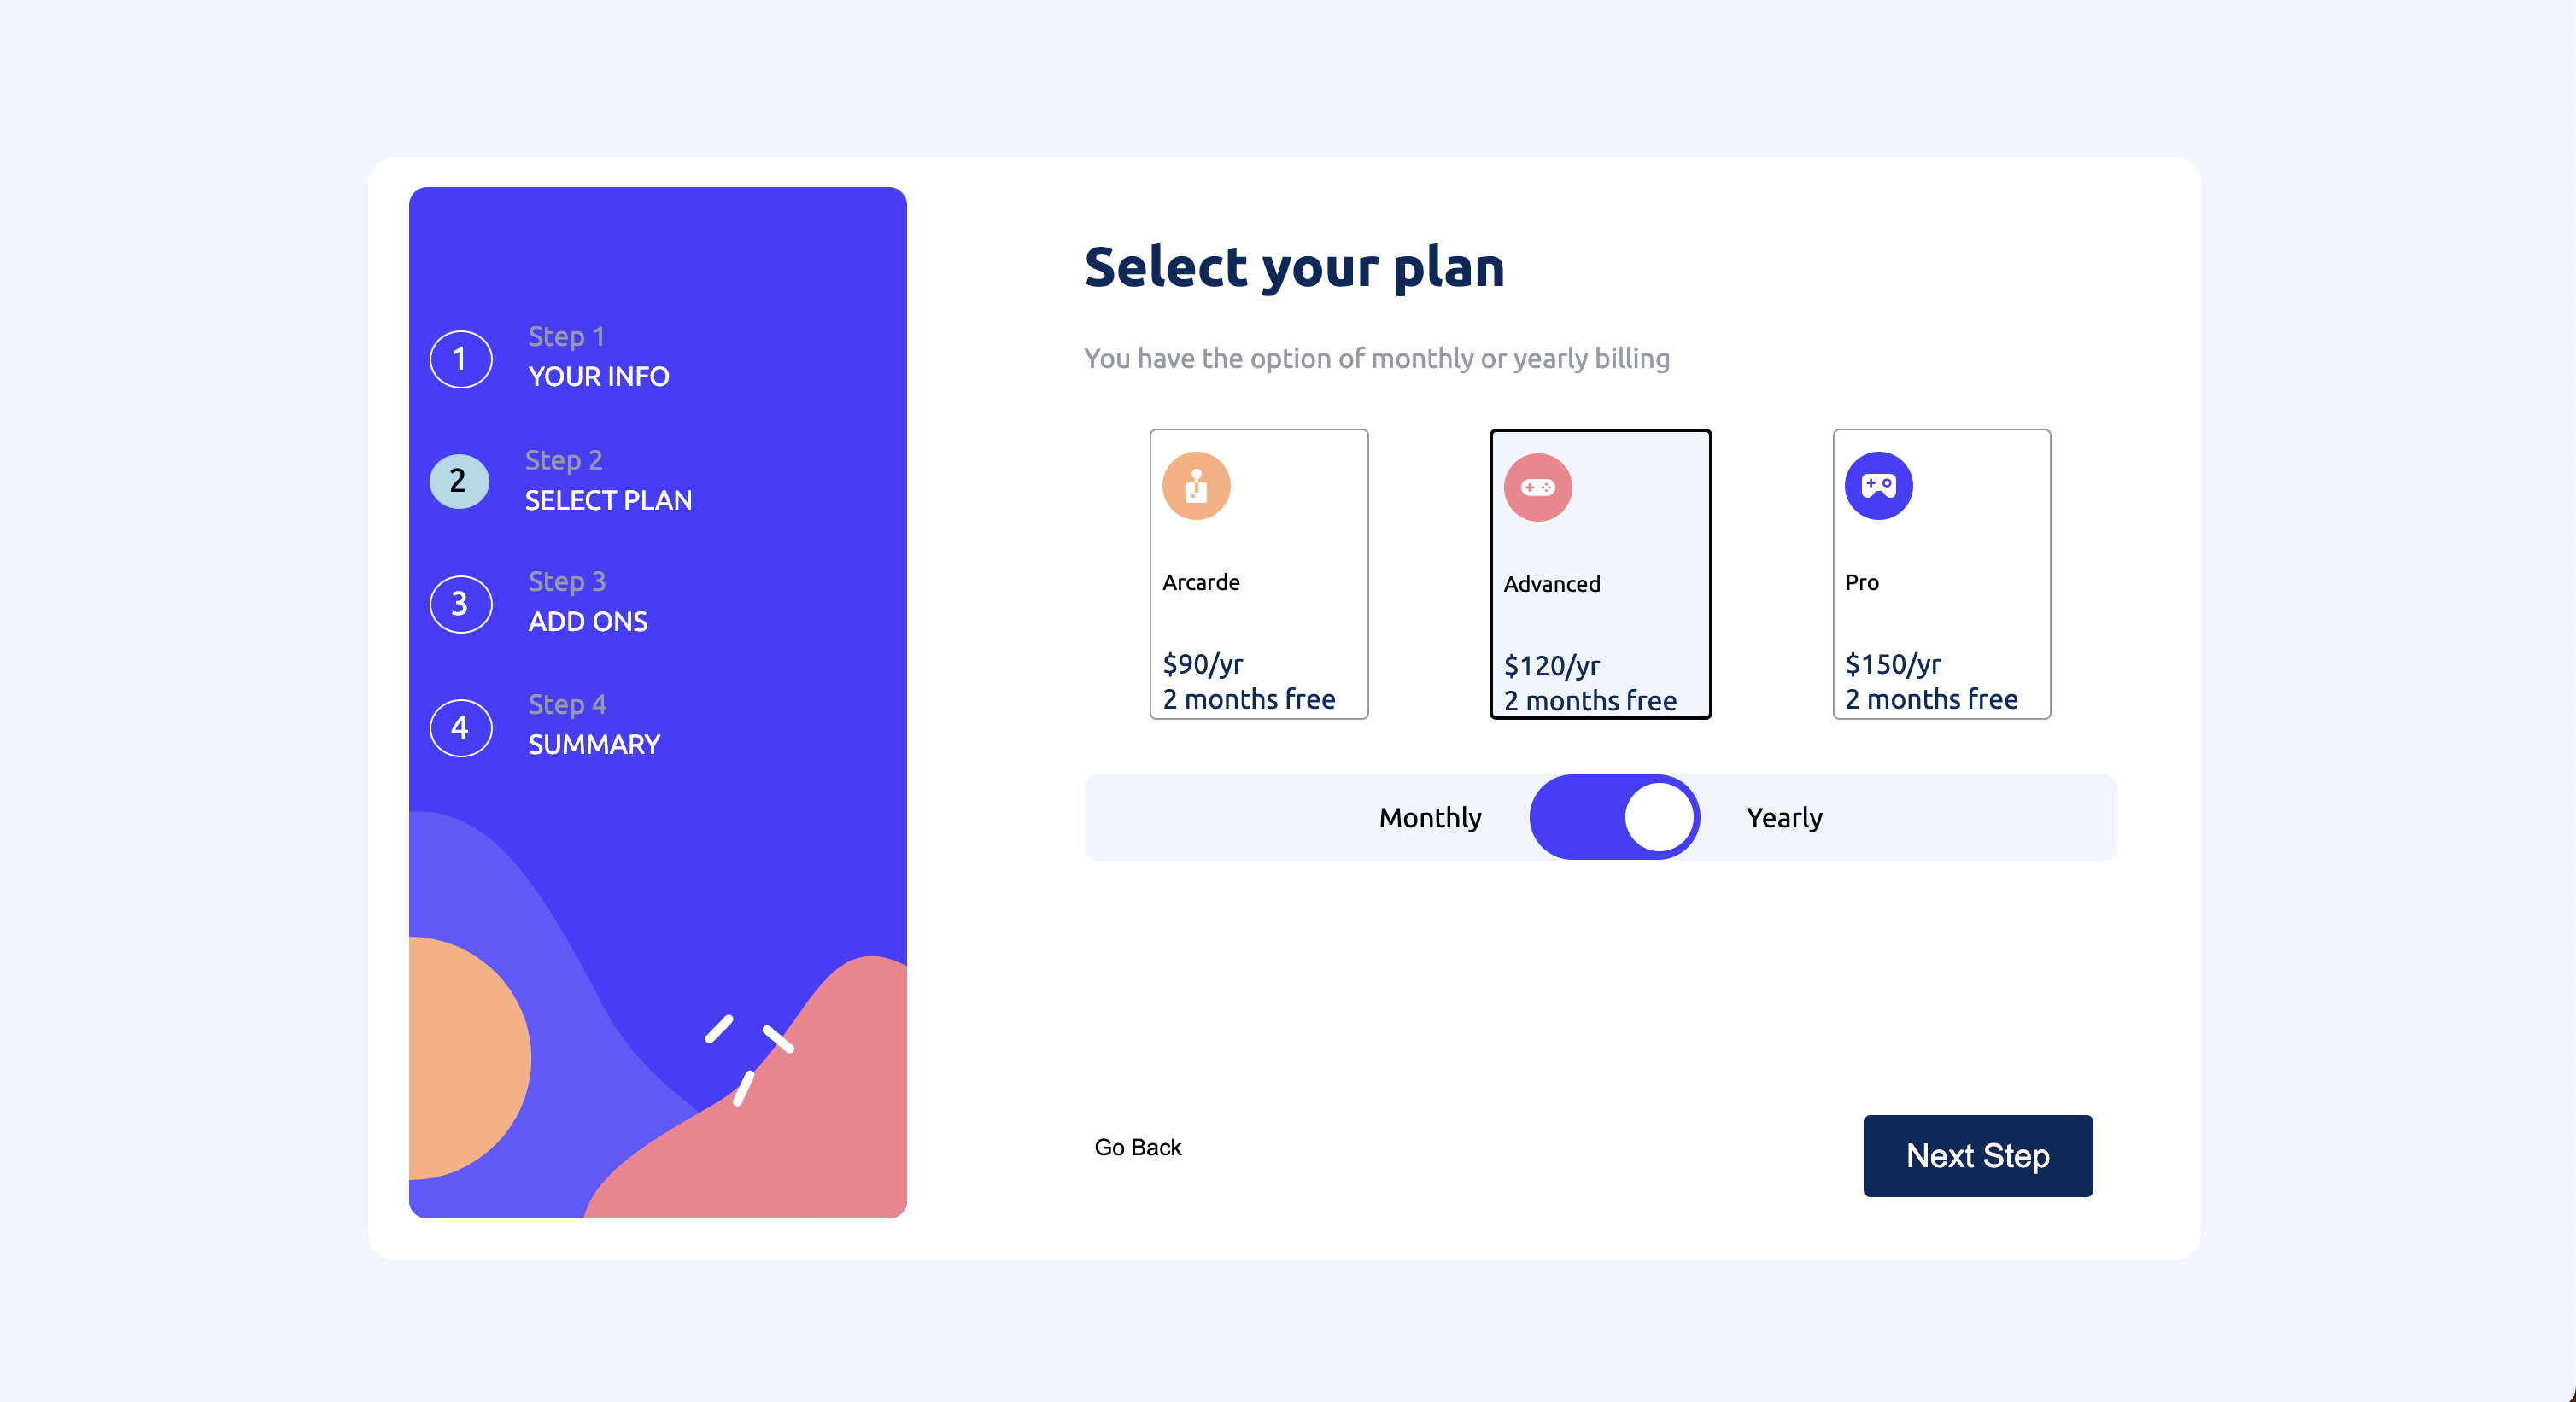 1
Step 1
YOUR INFO
2
Step 2
SELECT PLAN
3
Step 3
ADD ONS
4
Step 4
SUMMARY
Select your plan
You have the option of monthly or yearly billing
Arcarde
$90/yr
2 months free
Advanced
$120/yr
2 months free
Pro
$150/yr
2 months free
Monthly
Yearly
Go Back
Next Step